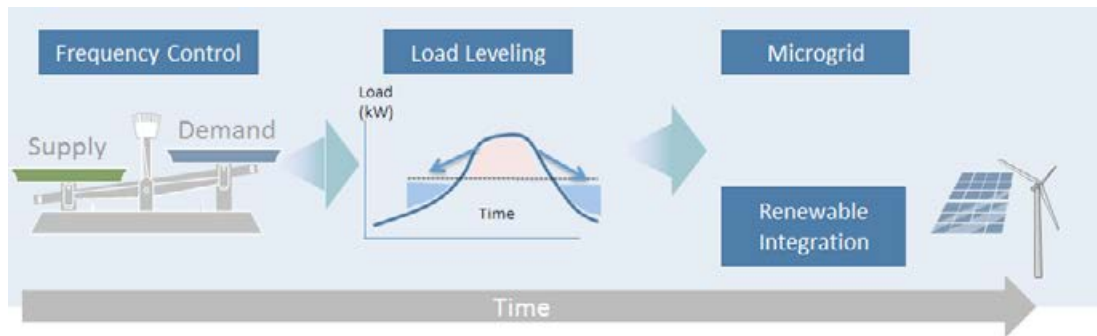 Frequency Control
Supply
Demand
Load Leveling
Load
(kW)
Time
Microgrid
Renewable
Integration
Time